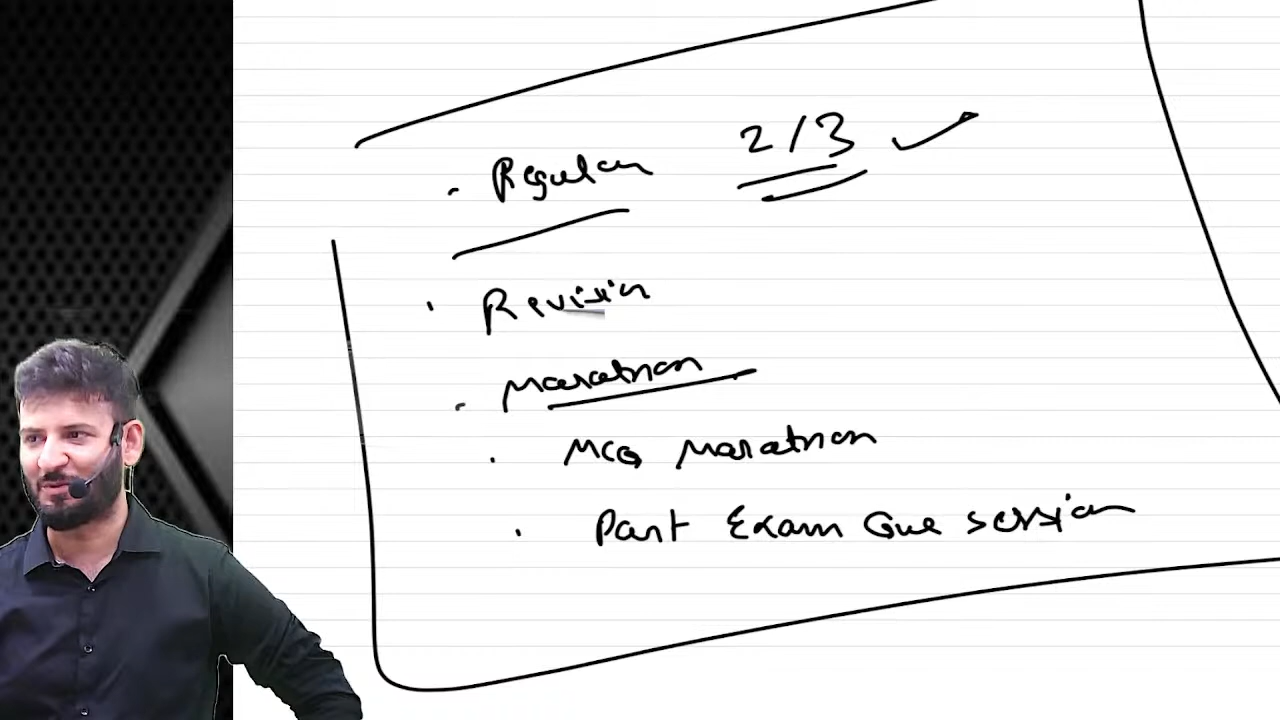 . Regular 2/3 ✓
. Revision
. Marathon
. MCQ Marathon
. Past Exam Que session